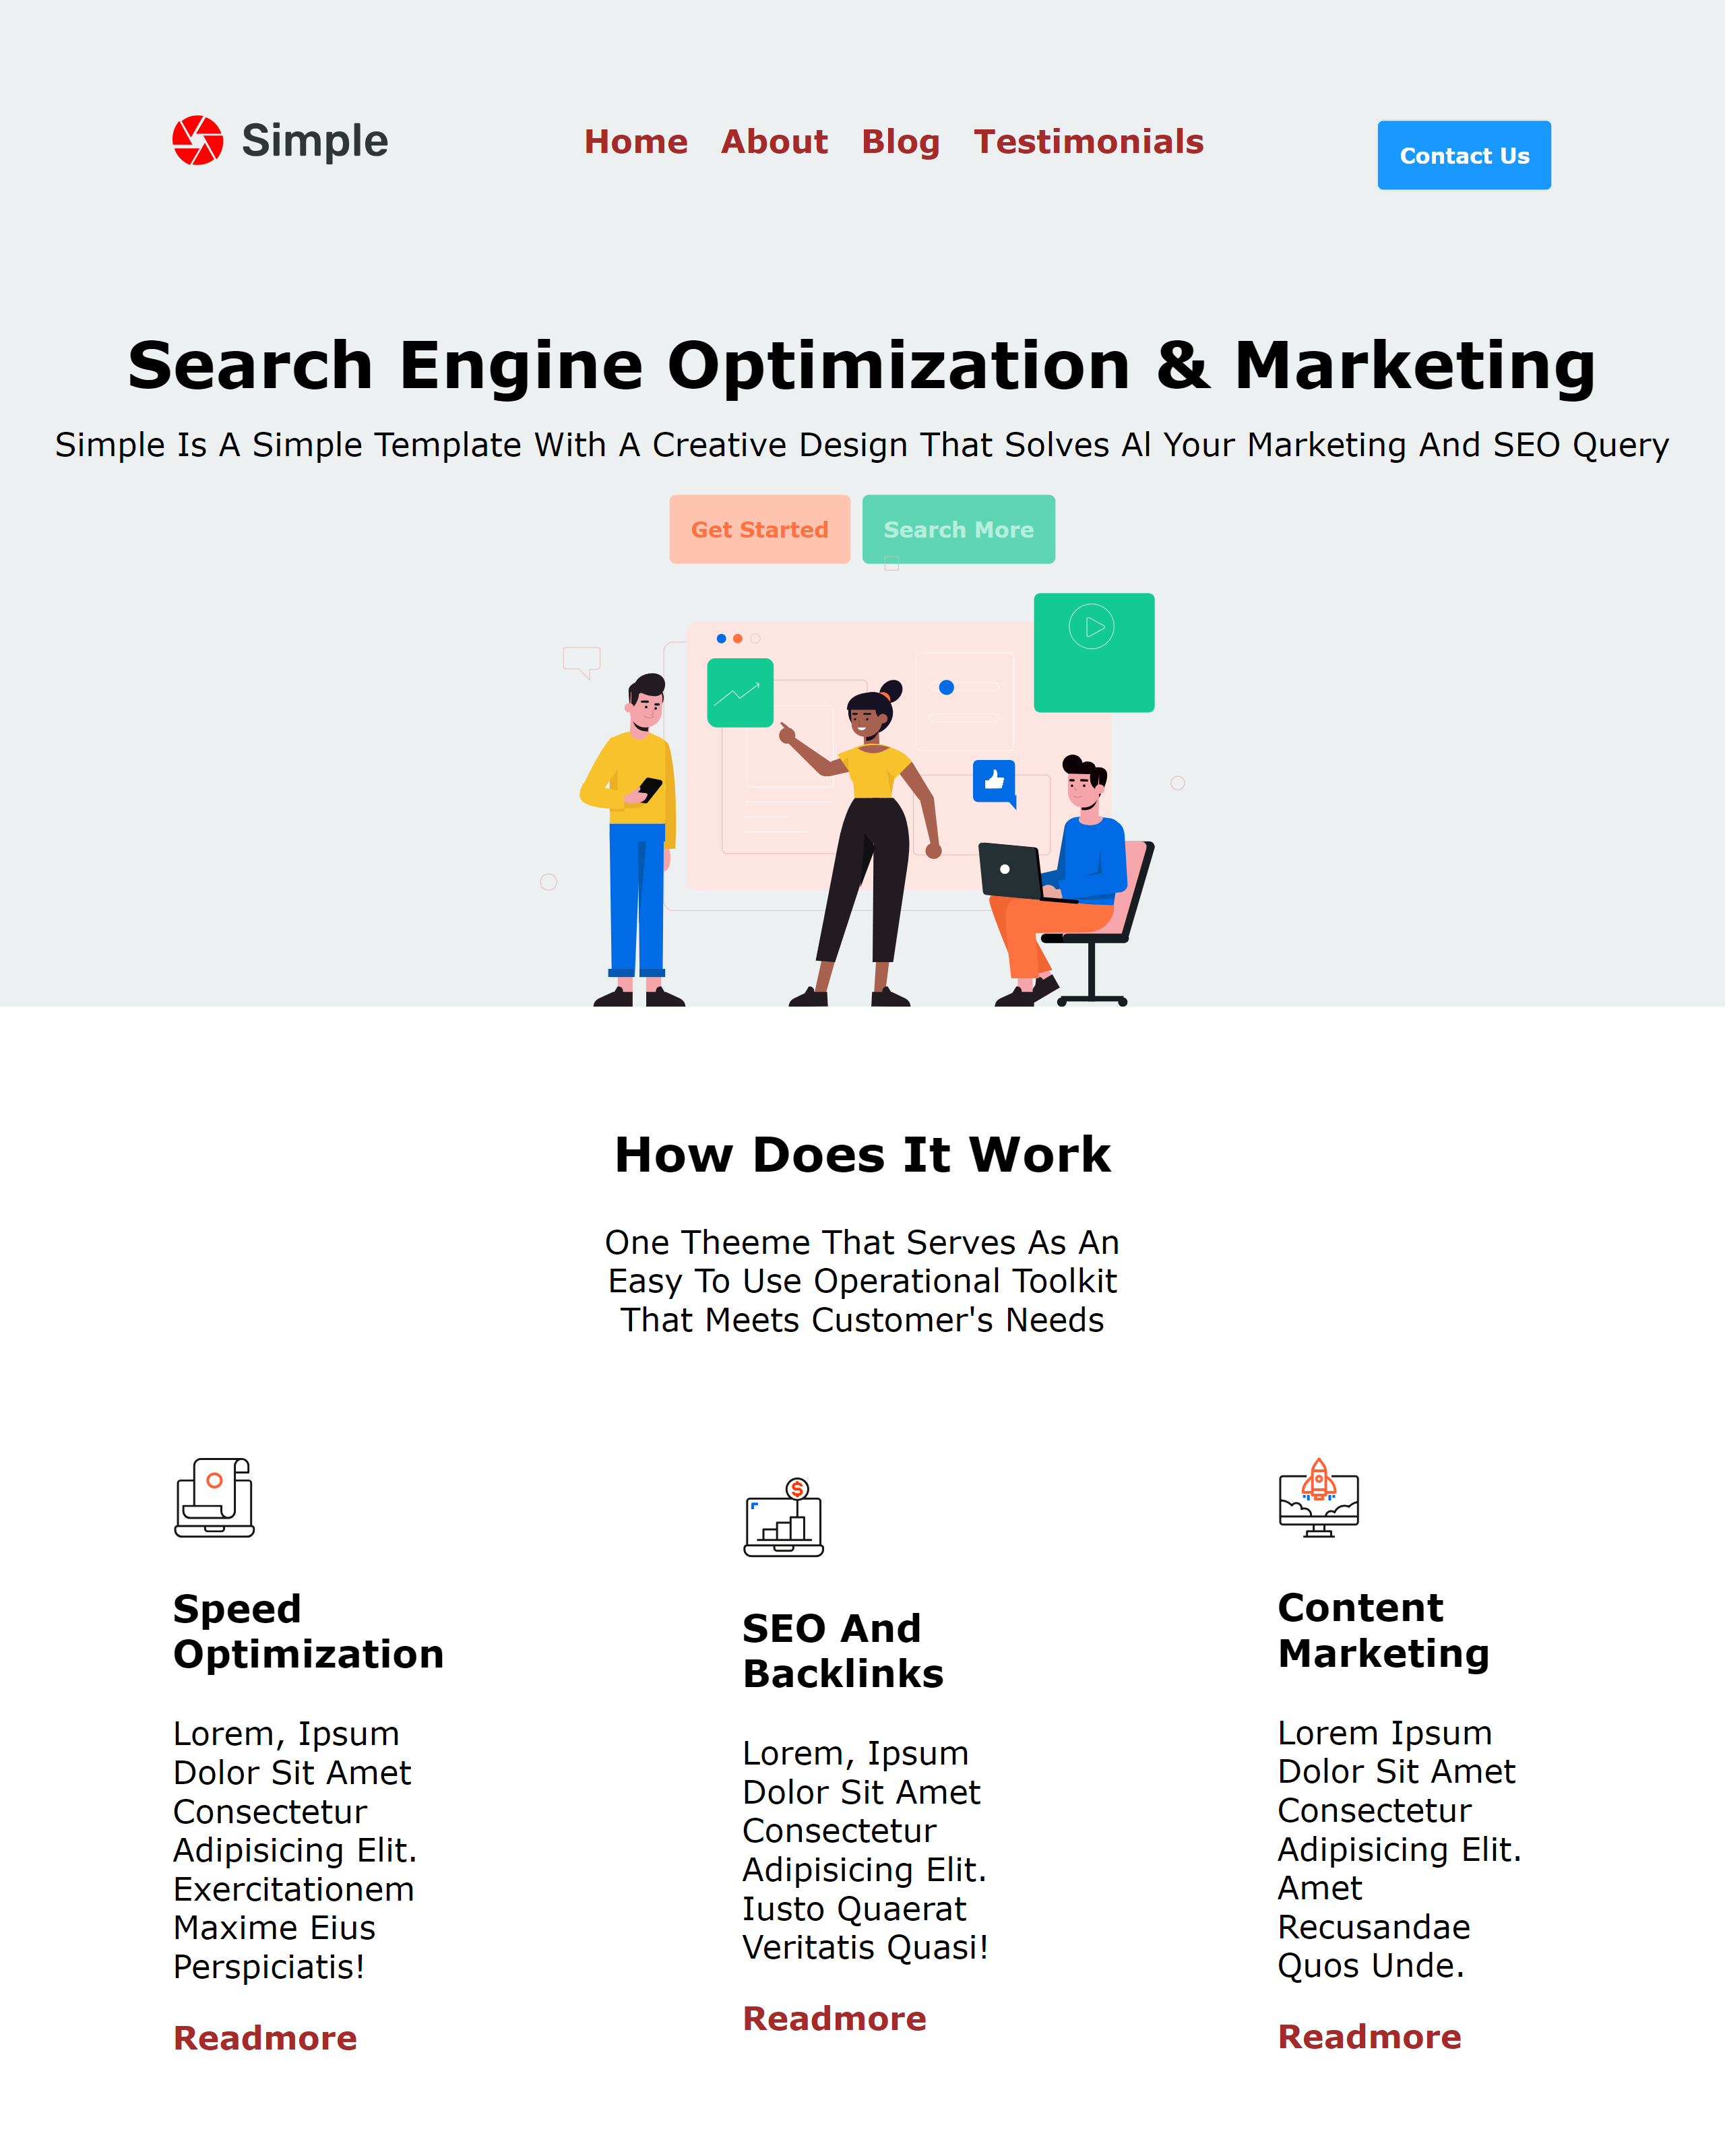 Simple
Home About Blog Testimonials
Contact Us
Search Engine Optimization & Marketing
Simple Is A Simple Template With A Creative Design That Solves Al Your Marketing And SEO Query
Get Started
Search More
How Does It Work
One Theeme That Serves As An
Easy To Use Operational Toolkit
That Meets Customer's Needs
Speed
Optimization
Lorem, Ipsum
Dolor Sit Amet
Consectetur
Adipisicing Elit.
Exercitationem
Maxime Eius
Perspiciatis!
Readmore
$
SEO And
Backlinks
Lorem, Ipsum
Dolor Sit Amet
Consectetur
Adipisicing Elit.
Iusto Quaerat
Veritatis Quasi!
Readmore
Content
Marketing
Lorem Ipsum
Dolor Sit Amet
Consectetur
Adipisicing Elit.
Amet
Recusandae
Quos Unde.
Readmore